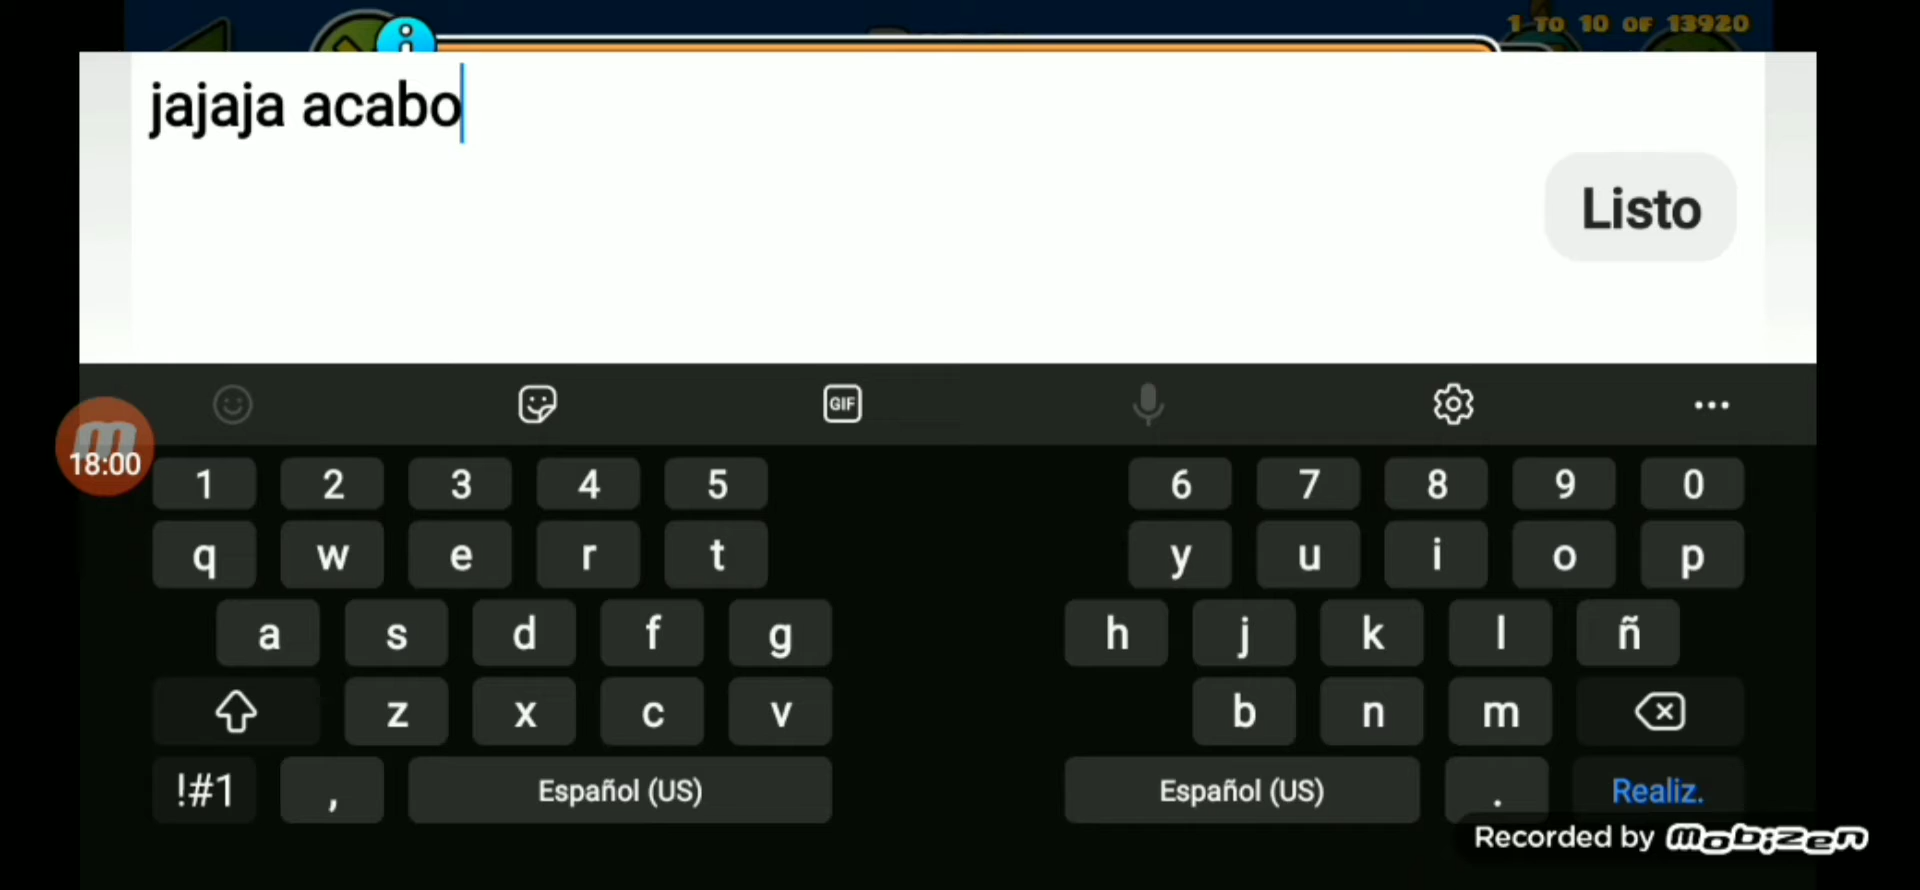 1 TO 10 OF 13920
jajaja acabo
Listo
GIF
18:00
1 2 3 4 5 6 7 8 9 0
q w e r t y u i o p
a s d f g h j k l ñ
z x c v b n m
!#1 , Español (US) Español (US) . Realiz.
Recorded by Mobizen